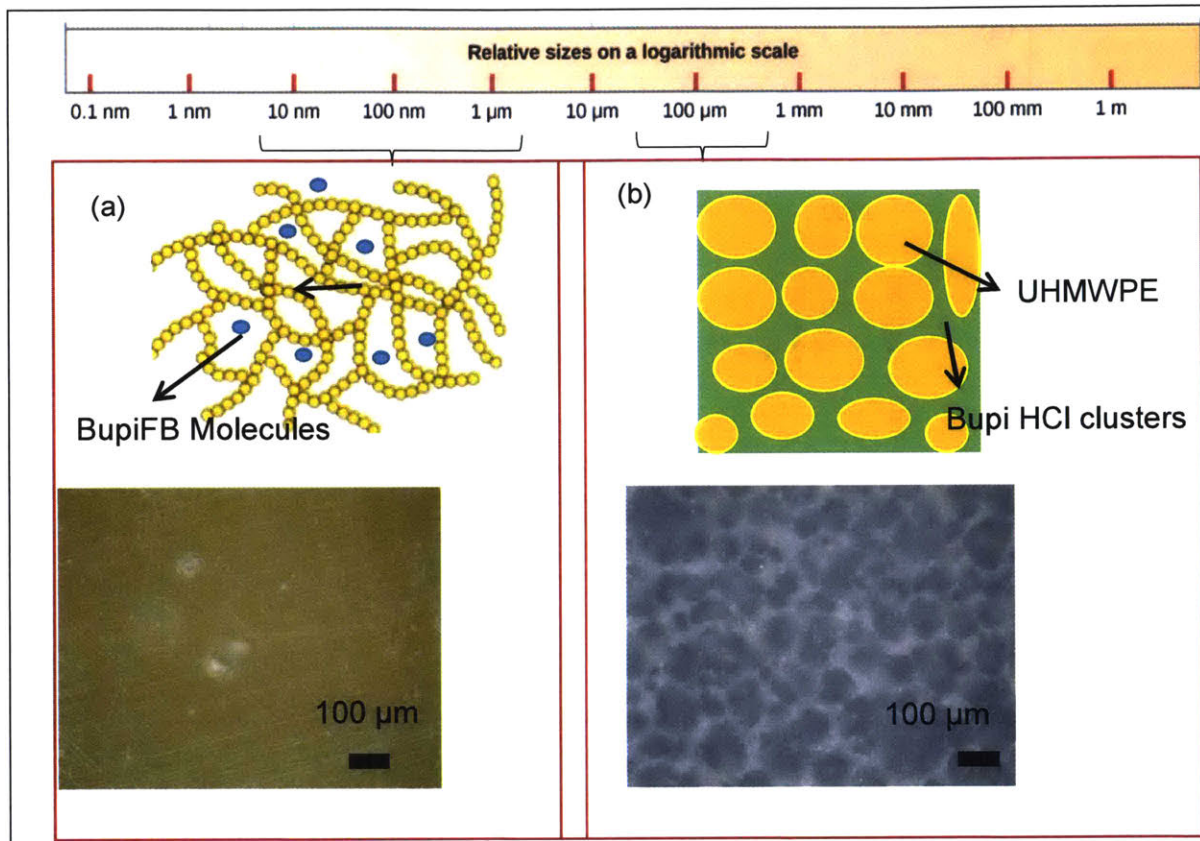 Relative sizes on a logarithmic scale
0.1 nm 1 nm 10 nm 100 nm 1 µm 10 µm 100 µm 1 mm 10 mm 100 mm 1 m
(a)
BupiFB Molecules
100 µm
(b)
UHMWPE
Bupi HCl clusters
100 µm